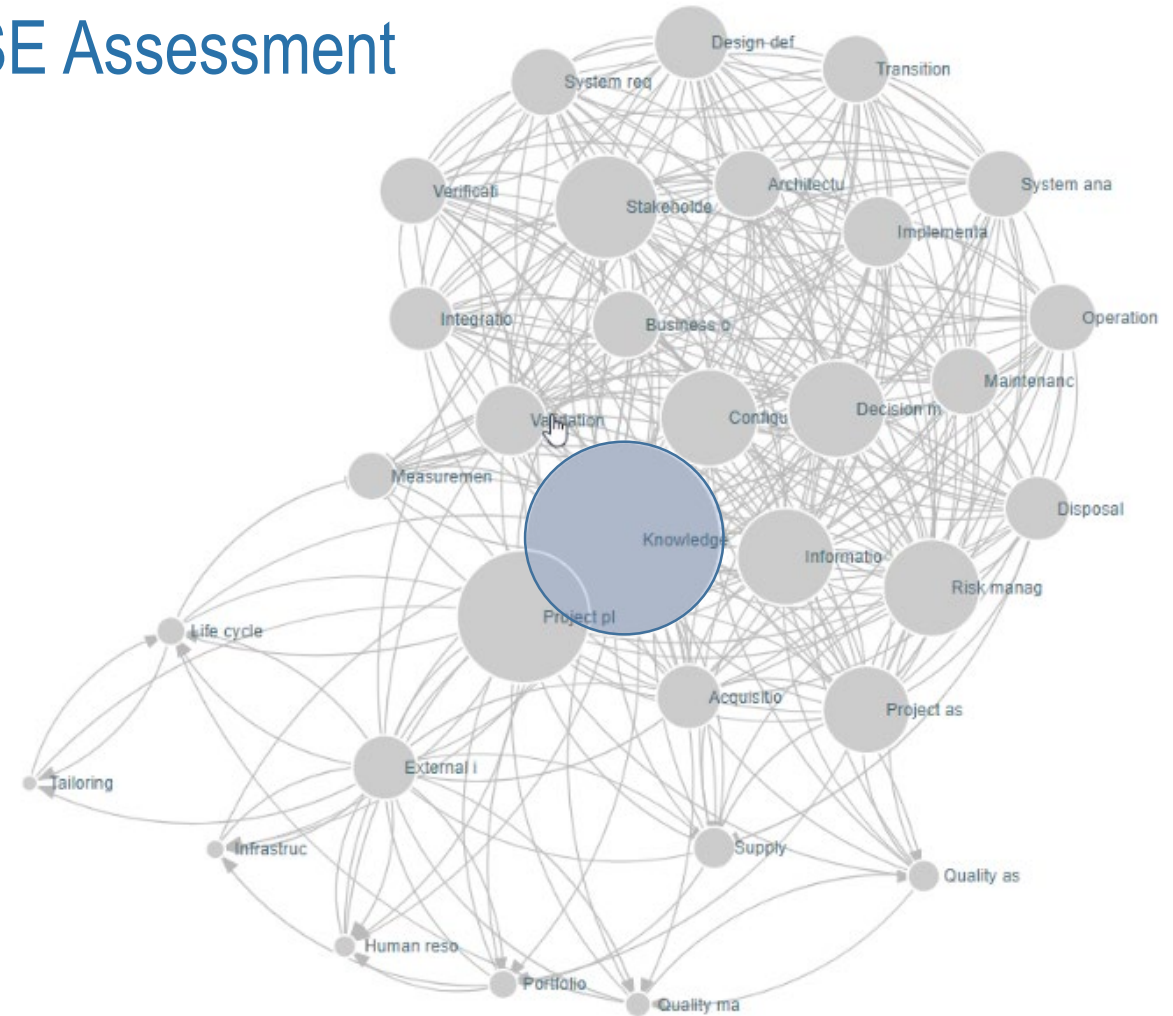 SE Assessment
Design def
Transition
System req
Verificati
Stakeholde
Architectu
System ana
Implementa
Integratio
Business o
Operation
Maintenanc
Validation
Configu
Decision m
Measuremen
Disposal
Knowledge
Informatio
Risk manag
Project pl
Life cycle
Acquisitio
Project as
External i
Tailoring
Infrastruc
Supply
Quality as
Human reso
Portfolio
Quality ma